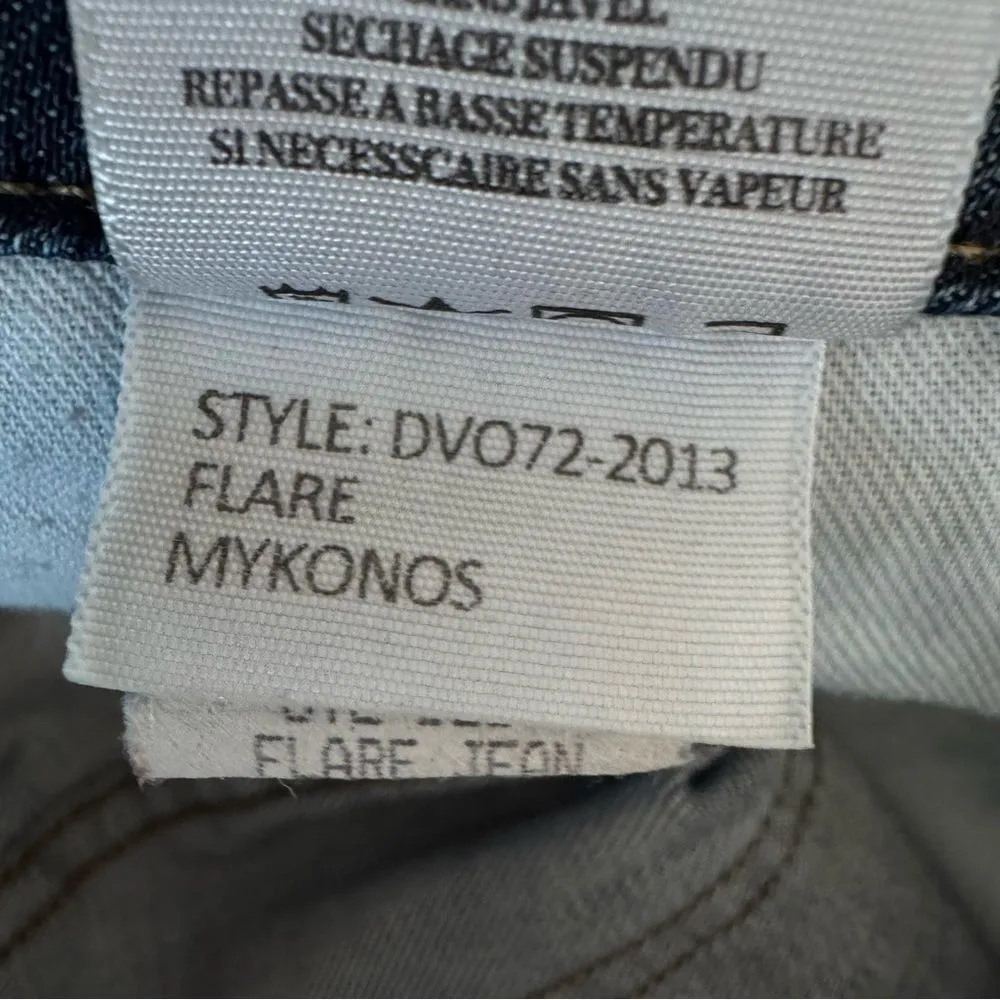 SECHAGE SUSPENDU
REPASSE A BASSE TEMPERATURE
SI NECESSCAIRE SANS VAPEUR
STYLE: DVO72-2013
FLARE
MYKONOS
FLARE JEAN